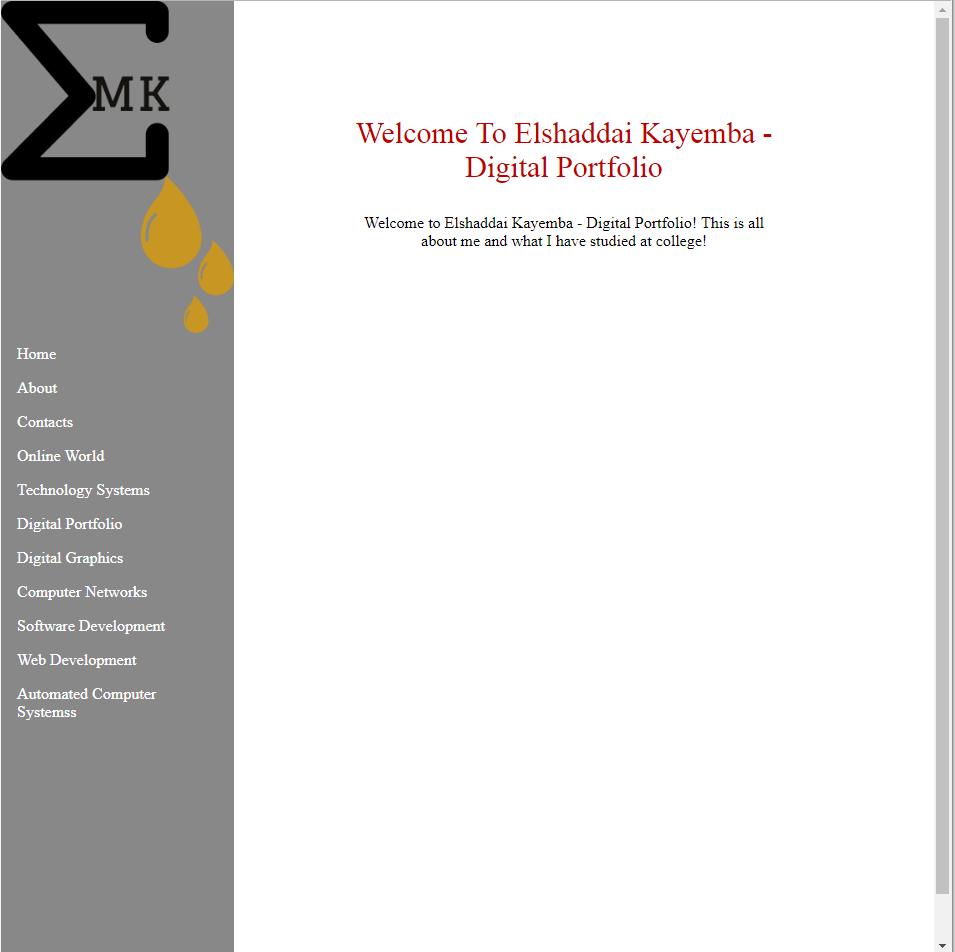 MK
Home
About
Contacts
Online World
Technology Systems
Digital Portfolio
Digital Graphics
Computer Networks
Software Development
Web Development
Automated Computer
Systemss
Welcome To Elshaddai Kayemba -
Digital Portfolio
Welcome to Elshaddai Kayemba - Digital Portfolio! This is all
about me and what I have studied at college!